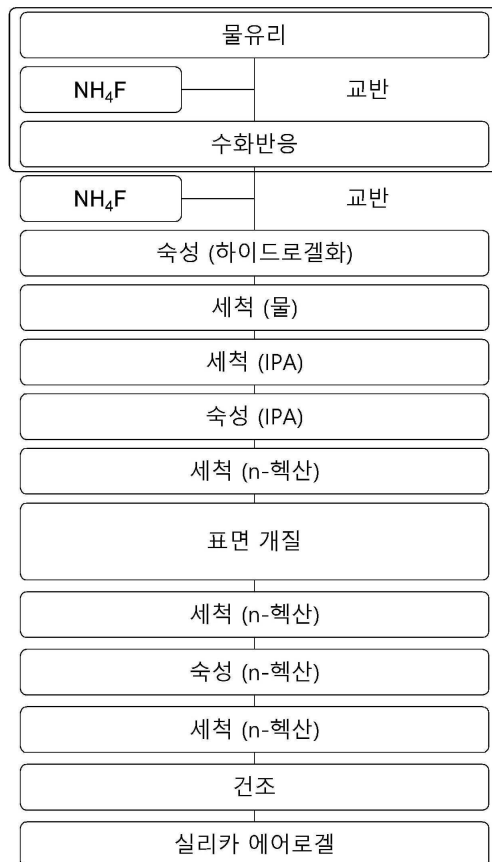 물유리
NH₄F
교반
수화반응
NH₄F
교반
숙성 (하이드로겔화)
세척 (물)
세척 (IPA)
숙성 (IPA)
세척 (n-헥산)
표면 개질
세척 (n-헥산)
숙성 (n-헥산)
세척 (n-헥산)
건조
실리카 에어로겔